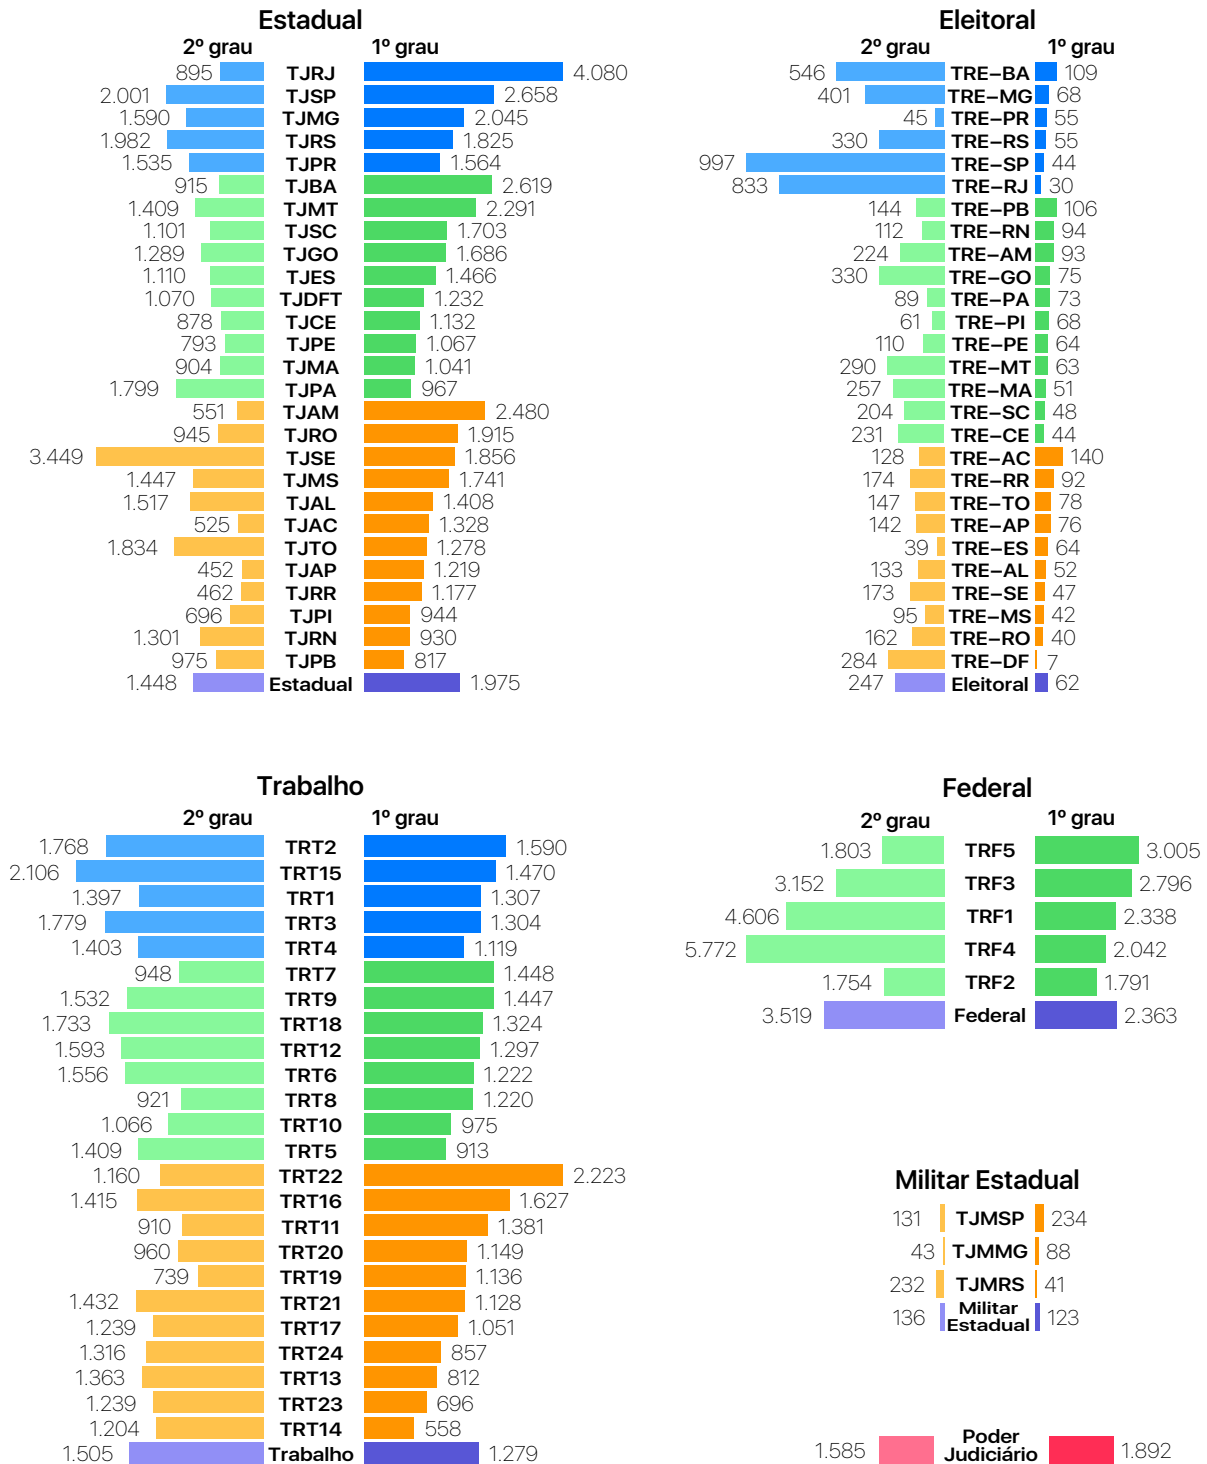 Estadual
2º grau 1º grau
895 TJRJ 4.080
2.001 TJSP 2.658
1.590 TJMG 2.045
1.982 TJRS 1.825
1.535 TJPR 1.564
915 TJBA 2.619
1.409 TJMT 2.291
1.101 TJSC 1.703
1.289 TJGO 1.686
1.110 TJES 1.466
1.070 TJDFT 1.232
878 TJCE 1.132
793 TJPE 1.067
904 TJMA 1.041
1.799 TJPA 967
551 TJAM 2.480
945 TJRO 1.915
3.449 TJSE 1.856
1.447 TJMS 1.741
1.517 TJAL 1.408
525 TJAC 1.328
1.834 TJTO 1.278
452 TJAP 1.219
462 TJRR 1.177
696 TJPI 944
1.301 TJRN 930
975 TJPB 817
1.448 Estadual 1.975
Eleitoral
2º grau 1º grau
546 TRE–BA 109
401 TRE–MG 68
45 TRE–PR 55
330 TRE–RS 55
997 TRE–SP 44
833 TRE–RJ 30
144 TRE–PB 106
112 TRE–RN 94
224 TRE–AM 93
330 TRE–GO 75
89 TRE–PA 73
61 TRE–PI 68
110 TRE–PE 64
290 TRE–MT 63
257 TRE–MA 51
204 TRE–SC 48
231 TRE–CE 44
128 TRE–AC 140
174 TRE–RR 92
147 TRE–TO 78
142 TRE–AP 76
39 TRE–ES 64
133 TRE–AL 52
173 TRE–SE 47
95 TRE–MS 42
162 TRE–RO 40
284 TRE–DF 7
247 Eleitoral 62
Trabalho
2º grau 1º grau
1.768 TRT2 1.590
2.106 TRT15 1.470
1.397 TRT1 1.307
1.779 TRT3 1.304
1.403 TRT4 1.119
948 TRT7 1.448
1.532 TRT9 1.447
1.733 TRT18 1.324
1.593 TRT12 1.297
1.556 TRT6 1.222
921 TRT8 1.220
1.066 TRT10 975
1.409 TRT5 913
1.160 TRT22 2.223
1.415 TRT16 1.627
910 TRT11 1.381
960 TRT20 1.149
739 TRT19 1.136
1.432 TRT21 1.128
1.239 TRT17 1.051
1.316 TRT24 857
1.363 TRT13 812
1.239 TRT23 696
1.204 TRT14 558
1.505 Trabalho 1.279
Federal
2º grau 1º grau
1.803 TRF5 3.005
3.152 TRF3 2.796
4.606 TRF1 2.338
5.772 TRF4 2.042
1.754 TRF2 1.791
3.519 Federal 2.363
Militar Estadual
131 TJMSP 234
43 TJMMG 88
232 TJMRS 41
Militar
136 Estadual 123
Poder
1.585 Judiciário 1.892